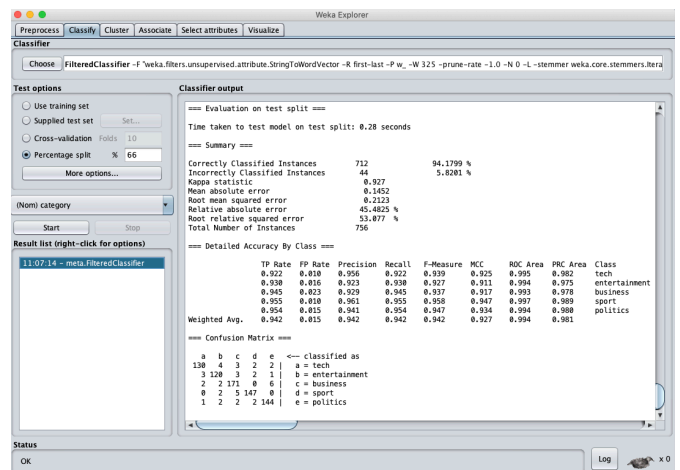 Weka Explorer
Preprocess Classify Cluster Associate Select attributes Visualize
Classifier
Choose FilteredClassifier -F "weka.filters.unsupervised.attribute.StringToWordVector -R first-last -P w_ -W 325 -prune-rate -1.0 -N 0 -L -stemmer weka.core.stemmers.Itera
Test options
Use training set
Supplied test set Set...
Cross-validation Folds 10
Percentage split % 66
More options...
(Nom) category
Start Stop
Result list (right-click for options)
11:07:14 - meta.FilteredClassifier
Classifier output
=== Evaluation on test split ===
Time taken to test model on test split: 0.28 seconds
=== Summary ===
Correctly Classified Instances 712 94.1799 %
Incorrectly Classified Instances 44 5.8201 %
Kappa statistic 0.927
Mean absolute error 0.1452
Root mean squared error 0.2123
Relative absolute error 45.4825 %
Root relative squared error 53.077 %
Total Number of Instances 756
=== Detailed Accuracy By Class ===
TP Rate FP Rate Precision Recall F-Measure MCC ROC Area PRC Area Class
0.922 0.010 0.956 0.922 0.939 0.925 0.995 0.982 tech
0.930 0.016 0.923 0.930 0.927 0.911 0.994 0.975 entertainment
0.945 0.023 0.929 0.945 0.937 0.917 0.993 0.978 business
0.955 0.010 0.961 0.955 0.958 0.947 0.997 0.989 sport
0.954 0.015 0.941 0.954 0.947 0.934 0.994 0.980 politics
Weighted Avg. 0.942 0.015 0.942 0.942 0.942 0.927 0.994 0.981
=== Confusion Matrix ===
a b c d e <-- classified as
130 4 3 2 2 | a = tech
3 120 3 2 1 | b = entertainment
2 2 171 0 6 | c = business
0 2 5 147 0 | d = sport
1 2 2 2 144 | e = politics
Status
OK
Log
x 0